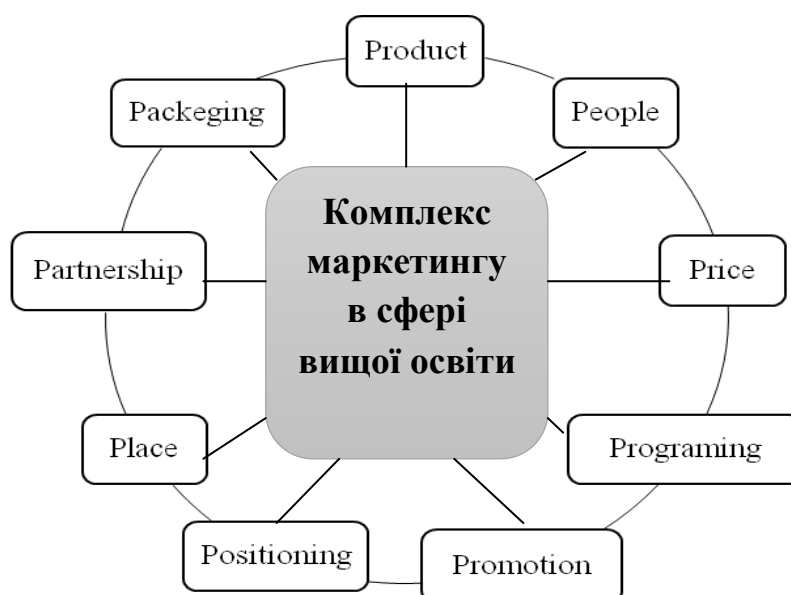 Product
Packeging
People
Комплекс
маркетингу
в сфері
вищої освіти
Partnership
Price
Place
Programing
Positioning
Promotion